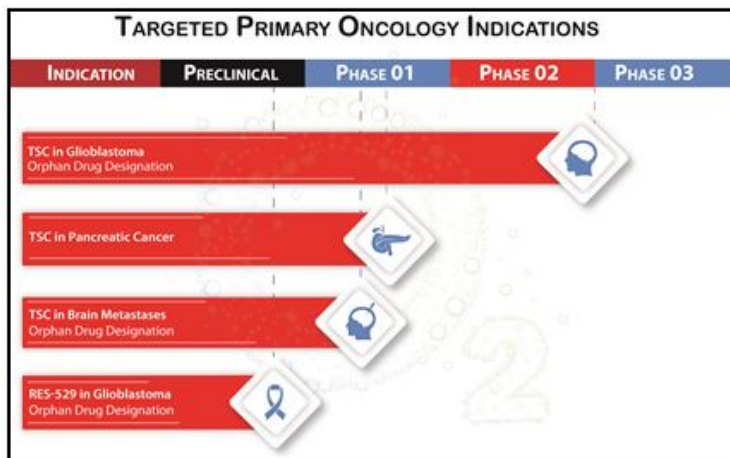 TARGETED PRIMARY ONCOLOGY INDICATIONS
INDICATION PRECLINICAL PHASE 01 PHASE 02 PHASE 03
TSC in Glioblastoma
Orphan Drug Designation
TSC in Pancreatic Cancer
TSC in Brain Metastases
Orphan Drug Designation
RES-529 in Glioblastoma
Orphan Drug Designation
2